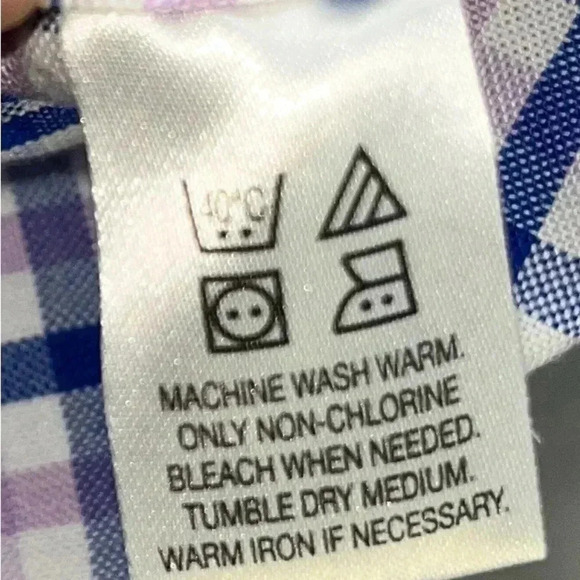 40°C
MACHINE WASH WARM.
ONLY NON-CHLORINE
BLEACH WHEN NEEDED.
TUMBLE DRY MEDIUM.
WARM IRON IF NECESSARY.